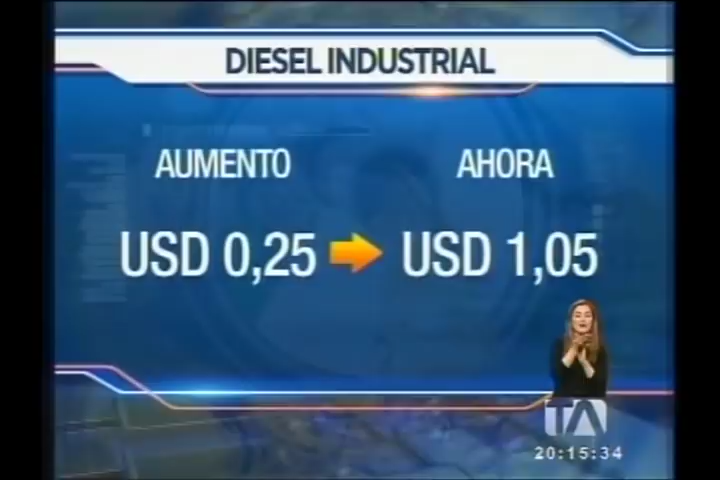 DIESEL INDUSTRIAL
AUMENTO AHORA
USD 0,25 USD 1,05
TA
20:15:34